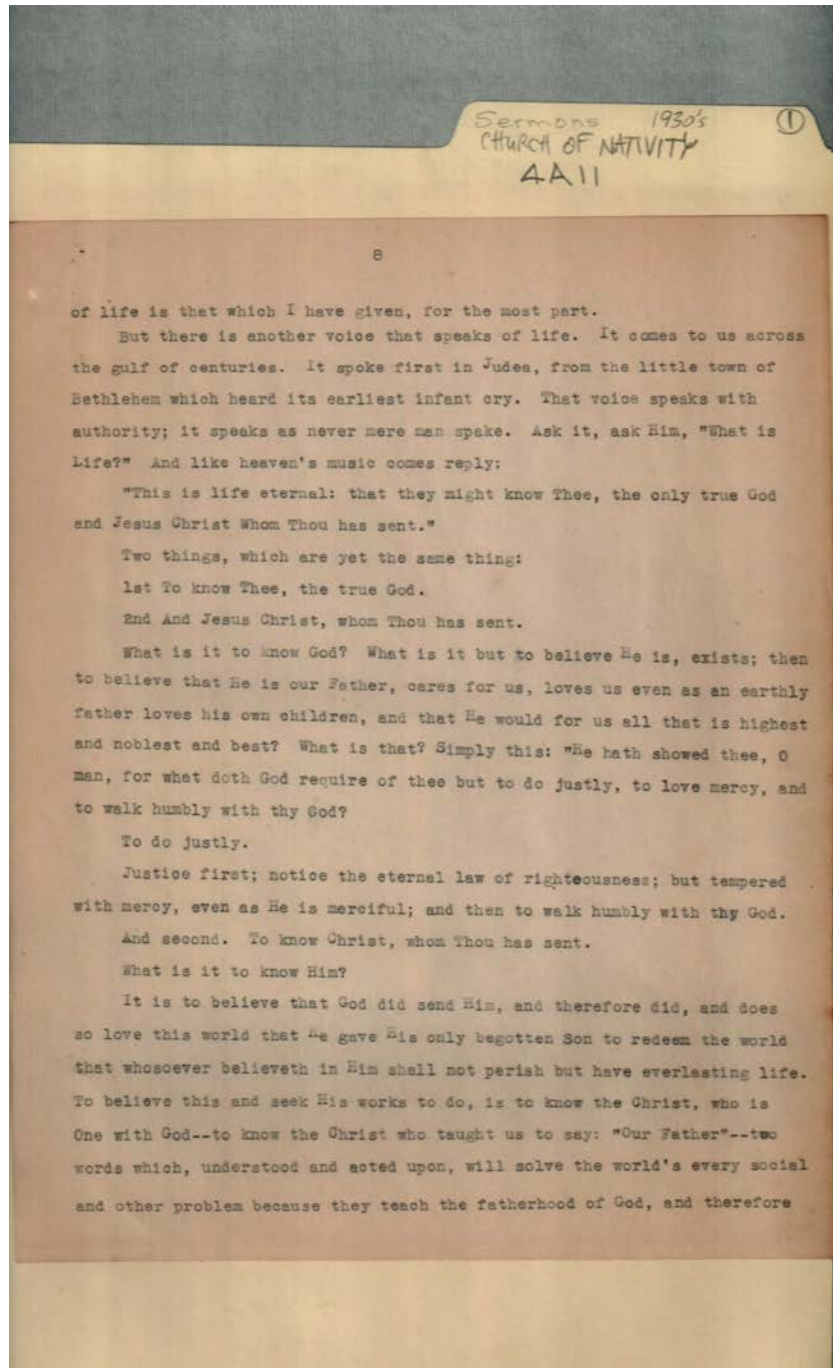 Sermons 1930's ①
CHURCH OF NATIVITY
4A11
8
of life is that which I have given, for the most part.
But there is another voice that speaks of life. It comes to us across
the gulf of centuries. It spoke first in Judea, from the little town of
Bethlehem which heard its earliest infant cry. That voice speaks with
authority; it speaks as never mere man spake. Ask it, ask Him, "What is
Life?" And like heaven's music comes reply:
"This is life eternal: that they might know Thee, the only true God
and Jesus Christ Whom Thou has sent."
Two things, which are yet the same thing:
1st To know Thee, the true God.
2nd And Jesus Christ, whom Thou has sent.
What is it to know God? What is it but to believe He is, exists; then
to believe that He is our Father, cares for us, loves us even as an earthly
father loves his own children, and that He would for us all that is highest
and noblest and best? What is that? Simply this: "He hath showed thee, O
man, for what doth God require of thee but to do justly, to love mercy, and
to walk humbly with thy God?
To do justly.
Justice first; notice the eternal law of righteousness; but tempered
with mercy, even as He is merciful; and then to walk humbly with thy God.
And second. To know Christ, whom Thou has sent.
What is it to know Him?
It is to believe that God did send Him, and therefore did, and does
so love this world that He gave His only begotten Son to redeem the world
that whosoever believeth in Him shall not perish but have everlasting life.
To believe this and seek His works to do, is to know the Christ, who is
One with God--to know the Christ who taught us to say: "Our Father"--two
words which, understood and acted upon, will solve the world's every social
and other problem because they teach the fatherhood of God, and therefore